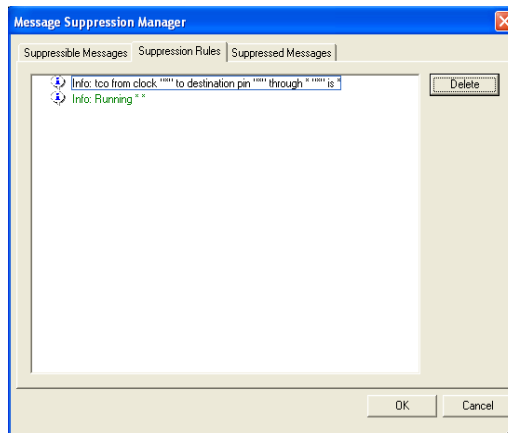 Message Suppression Manager
Suppressible Messages Suppression Rules Suppressed Messages
Info: tco from clock "*" to destination pin "*" through * "*" is * Delete
Info: Running * *
OK Cancel